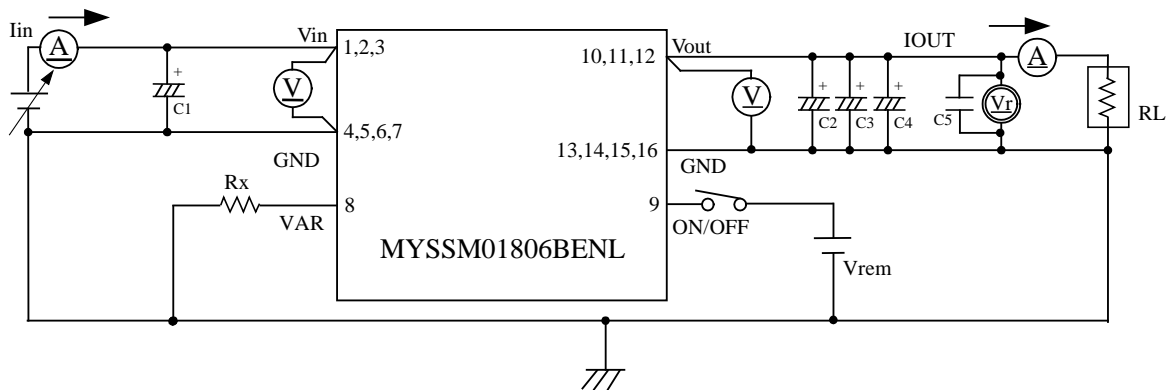 Iin
A
Vin
1,2,3
+
C1
V
4,5,6,7
GND
Rx
VAR
8
MYSSM01806BENL
10,11,12
Vout
V
13,14,15,16
GND
9
ON/OFF
Vrem
+
C2
+
C3
+
C4
IOUT
C5
Vr
A
RL